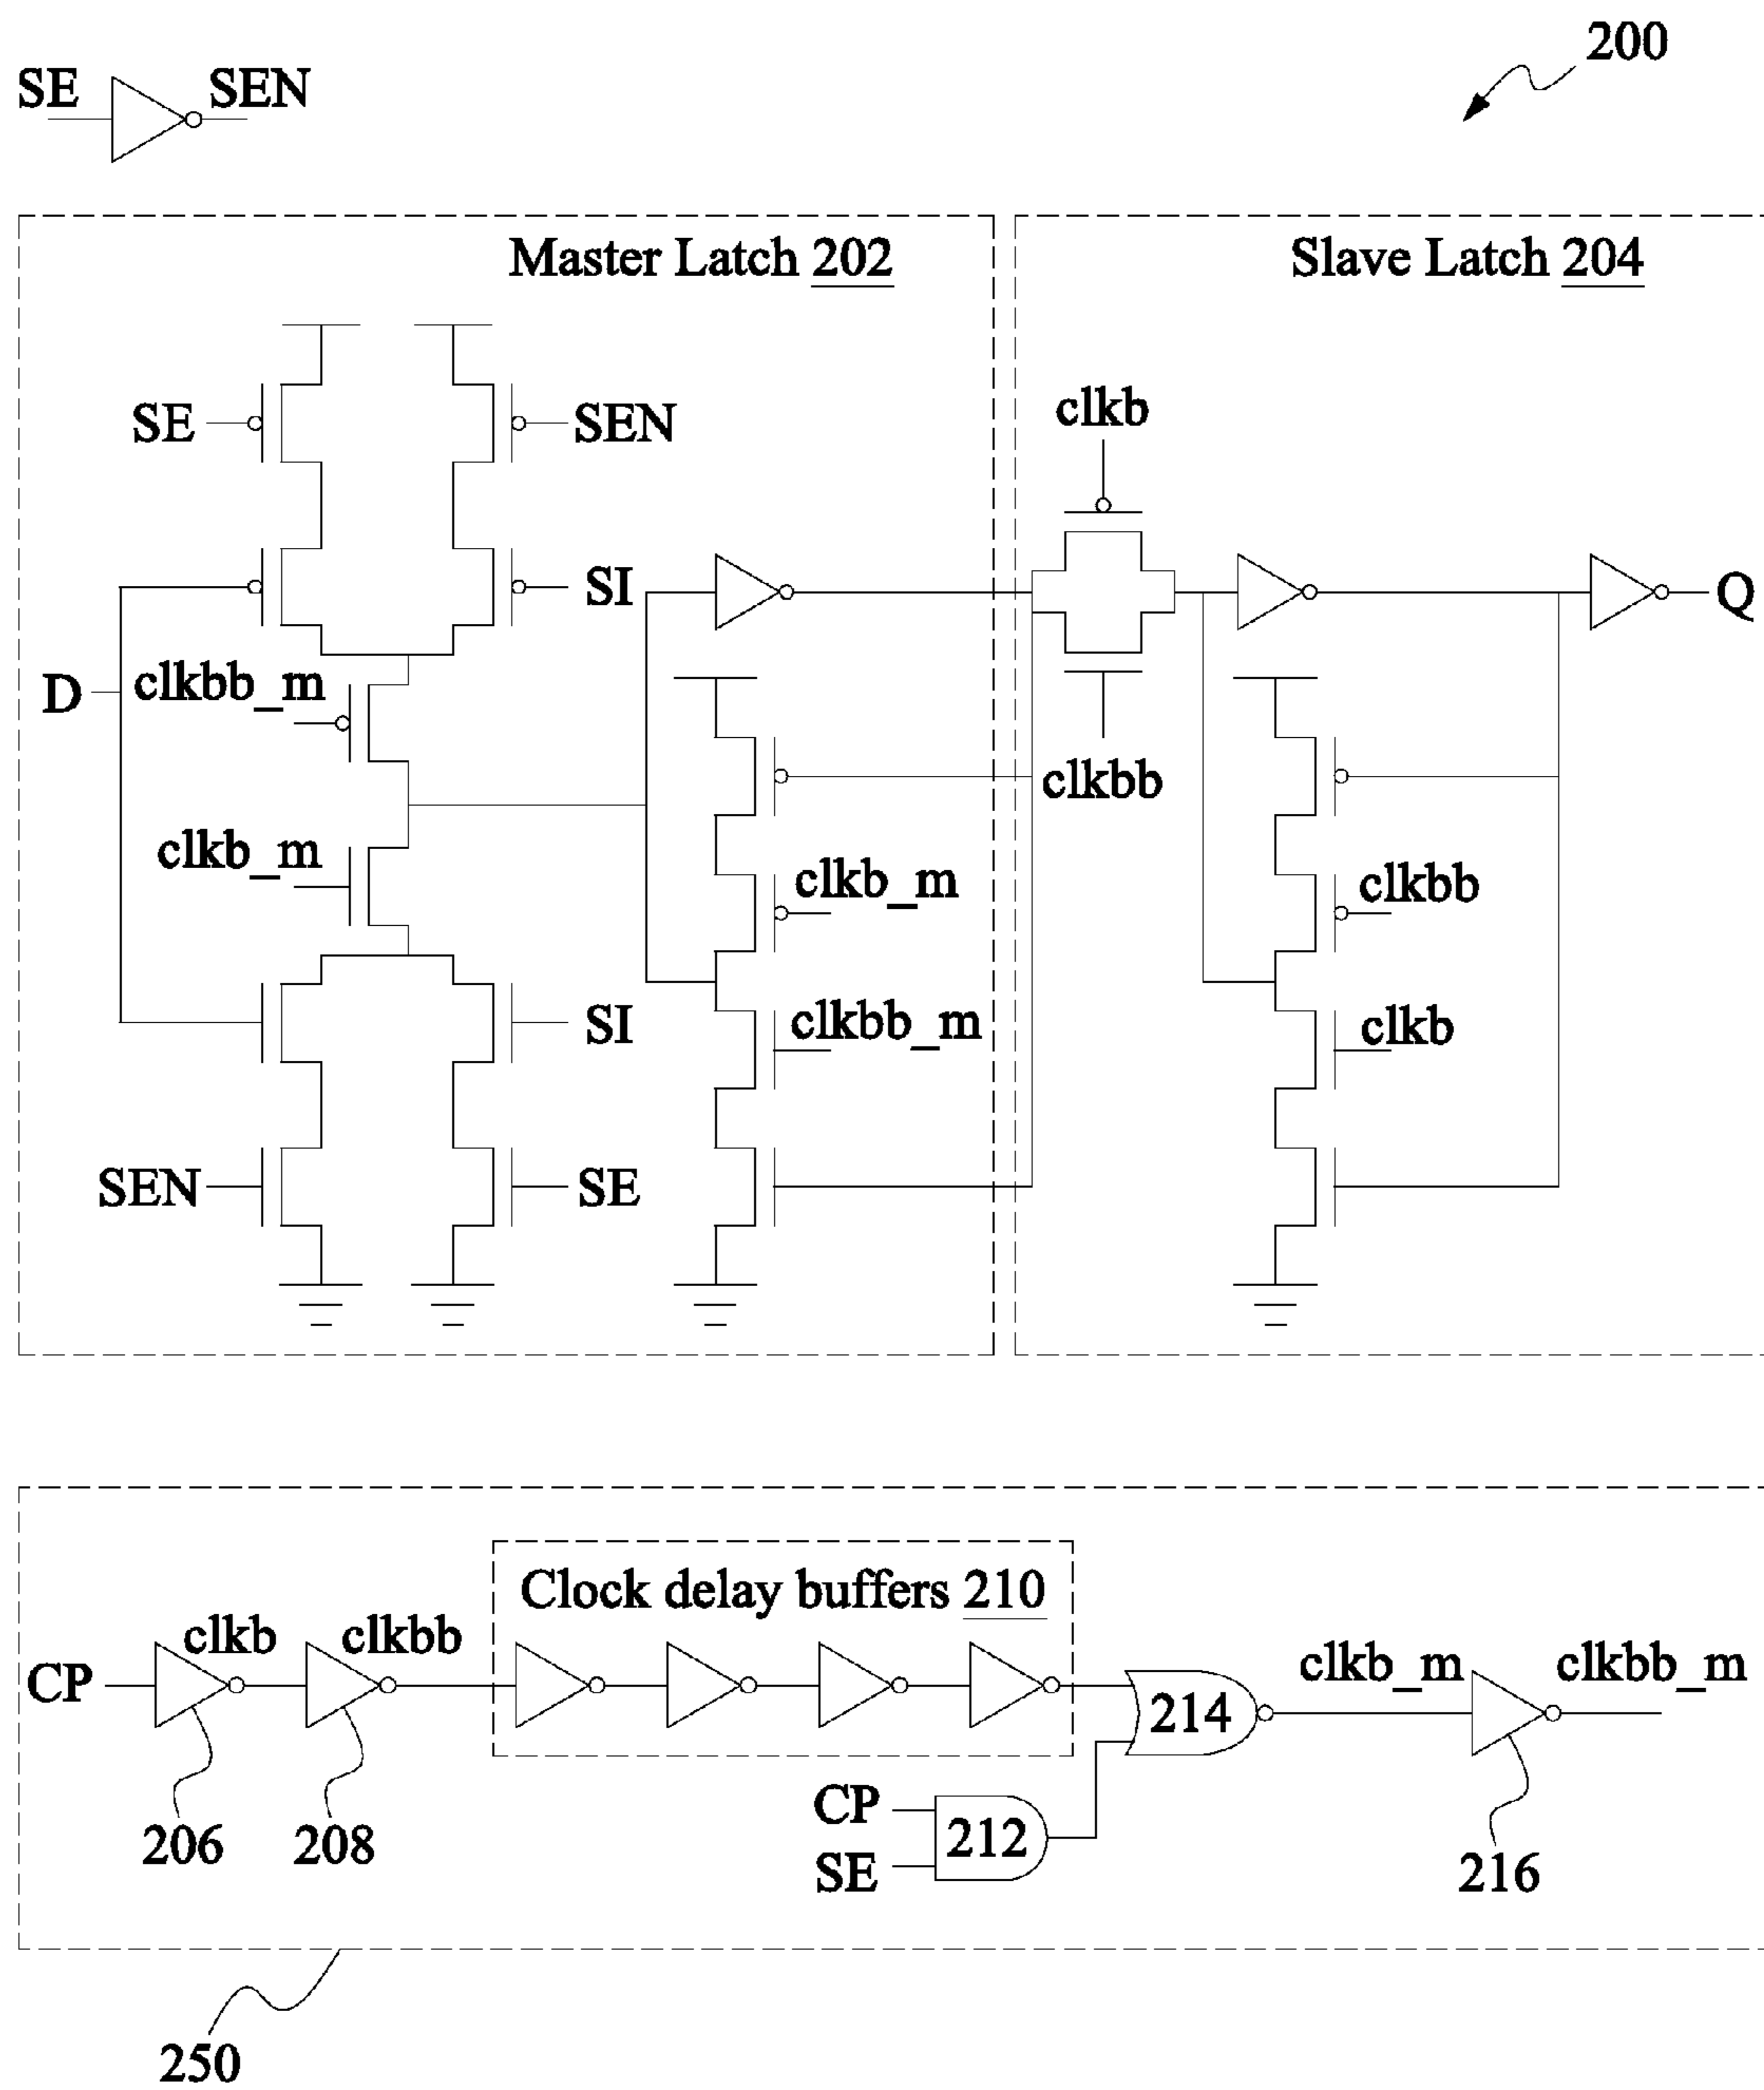 200
SE SEN
Master Latch 202
Slave Latch 204
SE SEN
clkb
SI
Q
D
clkbb_m
clkbb
clkb_m
clkb_m
clkbb
SI
clkbb_m
clkb
SEN SE
Clock delay buffers 210
CP
clkb
clkbb
clkb_m
clkbb_m
214
CP
SE
212
206
208
216
250